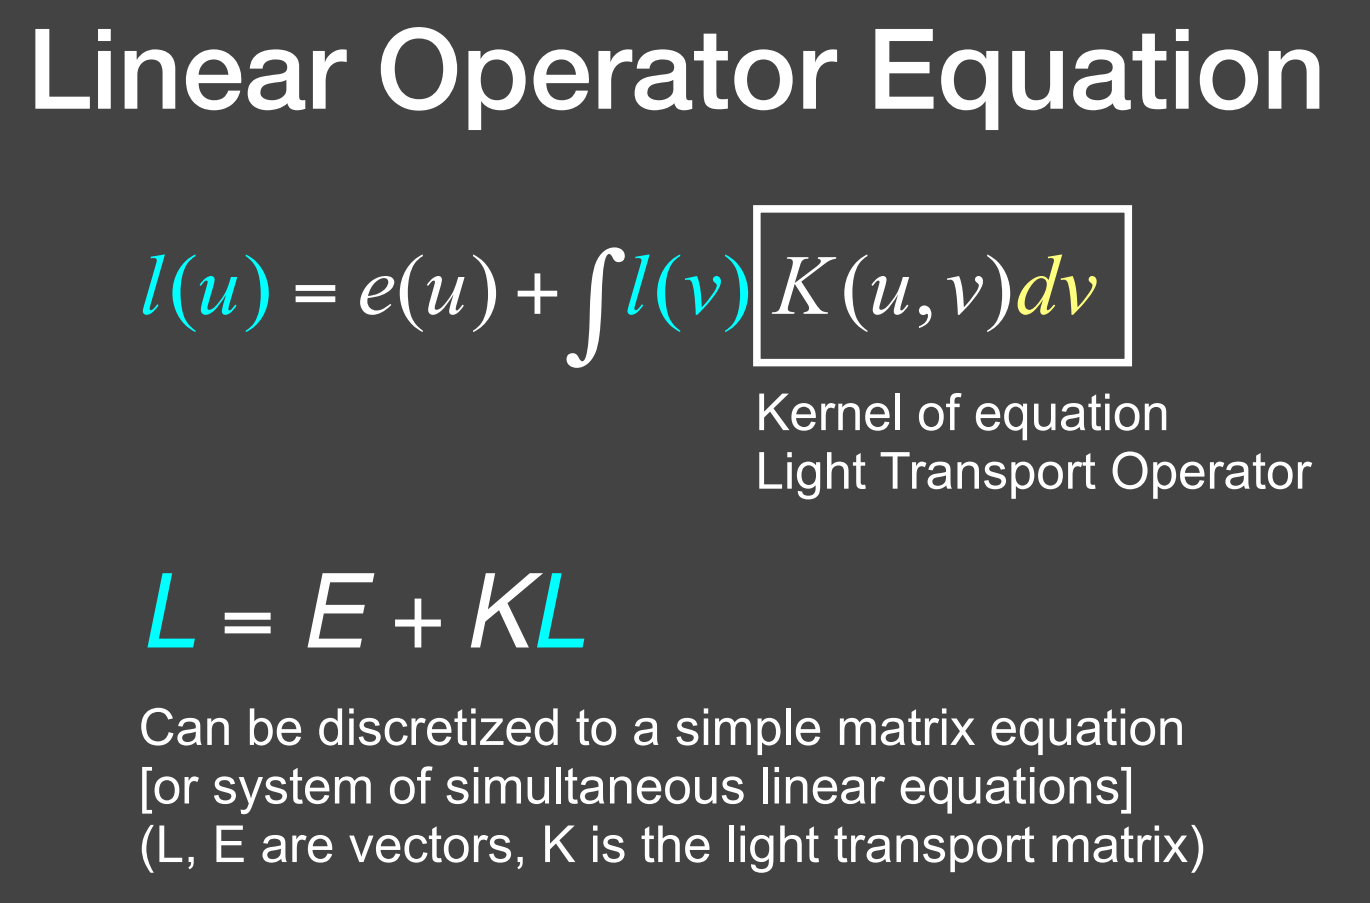 Linear Operator Equation
l(u) = e(u) + ∫ l(v) K(u, v)dv
Kernel of equation
Light Transport Operator
L = E + KL
Can be discretized to a simple matrix equation
[or system of simultaneous linear equations]
(L, E are vectors, K is the light transport matrix)